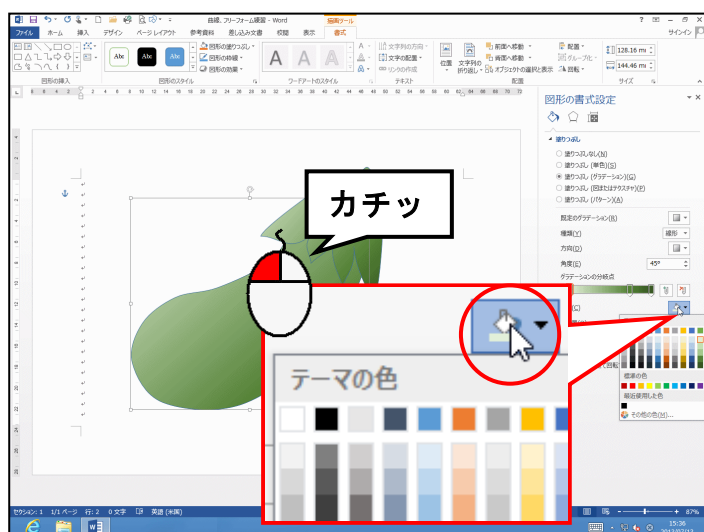 曲線、フリーフォーム練習 - Word
描画ツール
ファイル ホーム 挿入 デザイン ページ レイアウト 参考資料 差し込み文書 校閲 表示 書式
サインイン
Abc Abc Abc
図形の塗りつぶし
図形の枠線
図形の効果
A A A
文字列の方向
文字の配置
リンクの作成
位置 文字列の折り返し
前面へ移動
背面へ移動
オブジェクトの選択と表示
配置
グループ化
回転
128.16 mm
144.46 mm
図形の挿入 図形のスタイル ワードアートのスタイル テキスト 配置 サイズ
図形の書式設定
塗りつぶし
塗りつぶしなし(N)
塗りつぶし (単色)(S)
塗りつぶし (グラデーション)(G)
塗りつぶし (図またはテクスチャ)(F)
塗りつぶし (パターン)(A)
既定のグラデーション(R)
種類(Y) 線形
方向(D)
角度(E) 45°
グラデーションの分岐点
カチッ
テーマの色
標準の色
最近使用した色
その他の色(M)...
セクション: 1 1/1 ページ 行: 2 0 文字 英語 (米国)
87%
15:36